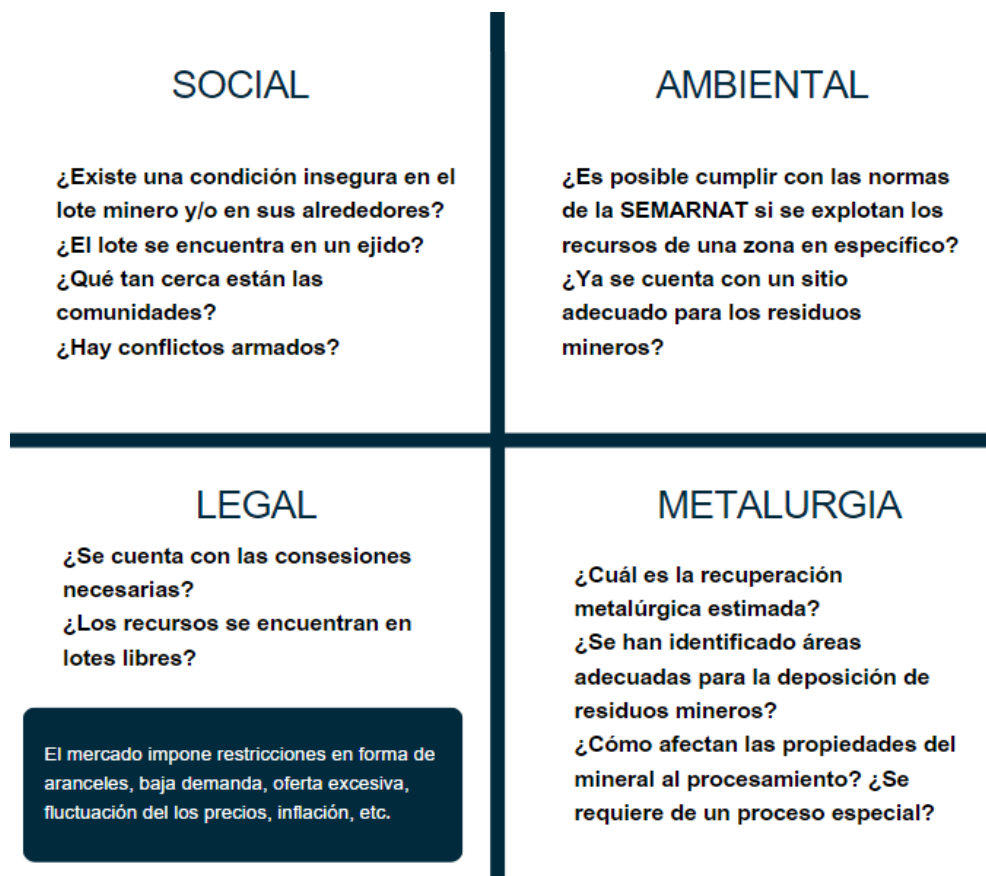 SOCIAL
¿Existe una condición insegura en el
lote minero y/o en sus alrededores?
¿El lote se encuentra en un ejido?
¿Qué tan cerca están las
comunidades?
¿Hay conflictos armados?
AMBIENTAL
¿Es posible cumplir con las normas
de la SEMARNAT si se explotan los
recursos de una zona en específico?
¿Ya se cuenta con un sitio
adecuado para los residuos
mineros?
LEGAL
¿Se cuenta con las consesiones
necesarias?
¿Los recursos se encuentran en
lotes libres?
El mercado impone restricciones en forma de
aranceles, baja demanda, oferta excesiva,
fluctuación del los precios, inflación, etc.
METALURGIA
¿Cuál es la recuperación
metalúrgica estimada?
¿Se han identificado áreas
adecuadas para la deposición de
residuos mineros?
¿Cómo afectan las propiedades del
mineral al procesamiento? ¿Se
requiere de un proceso especial?